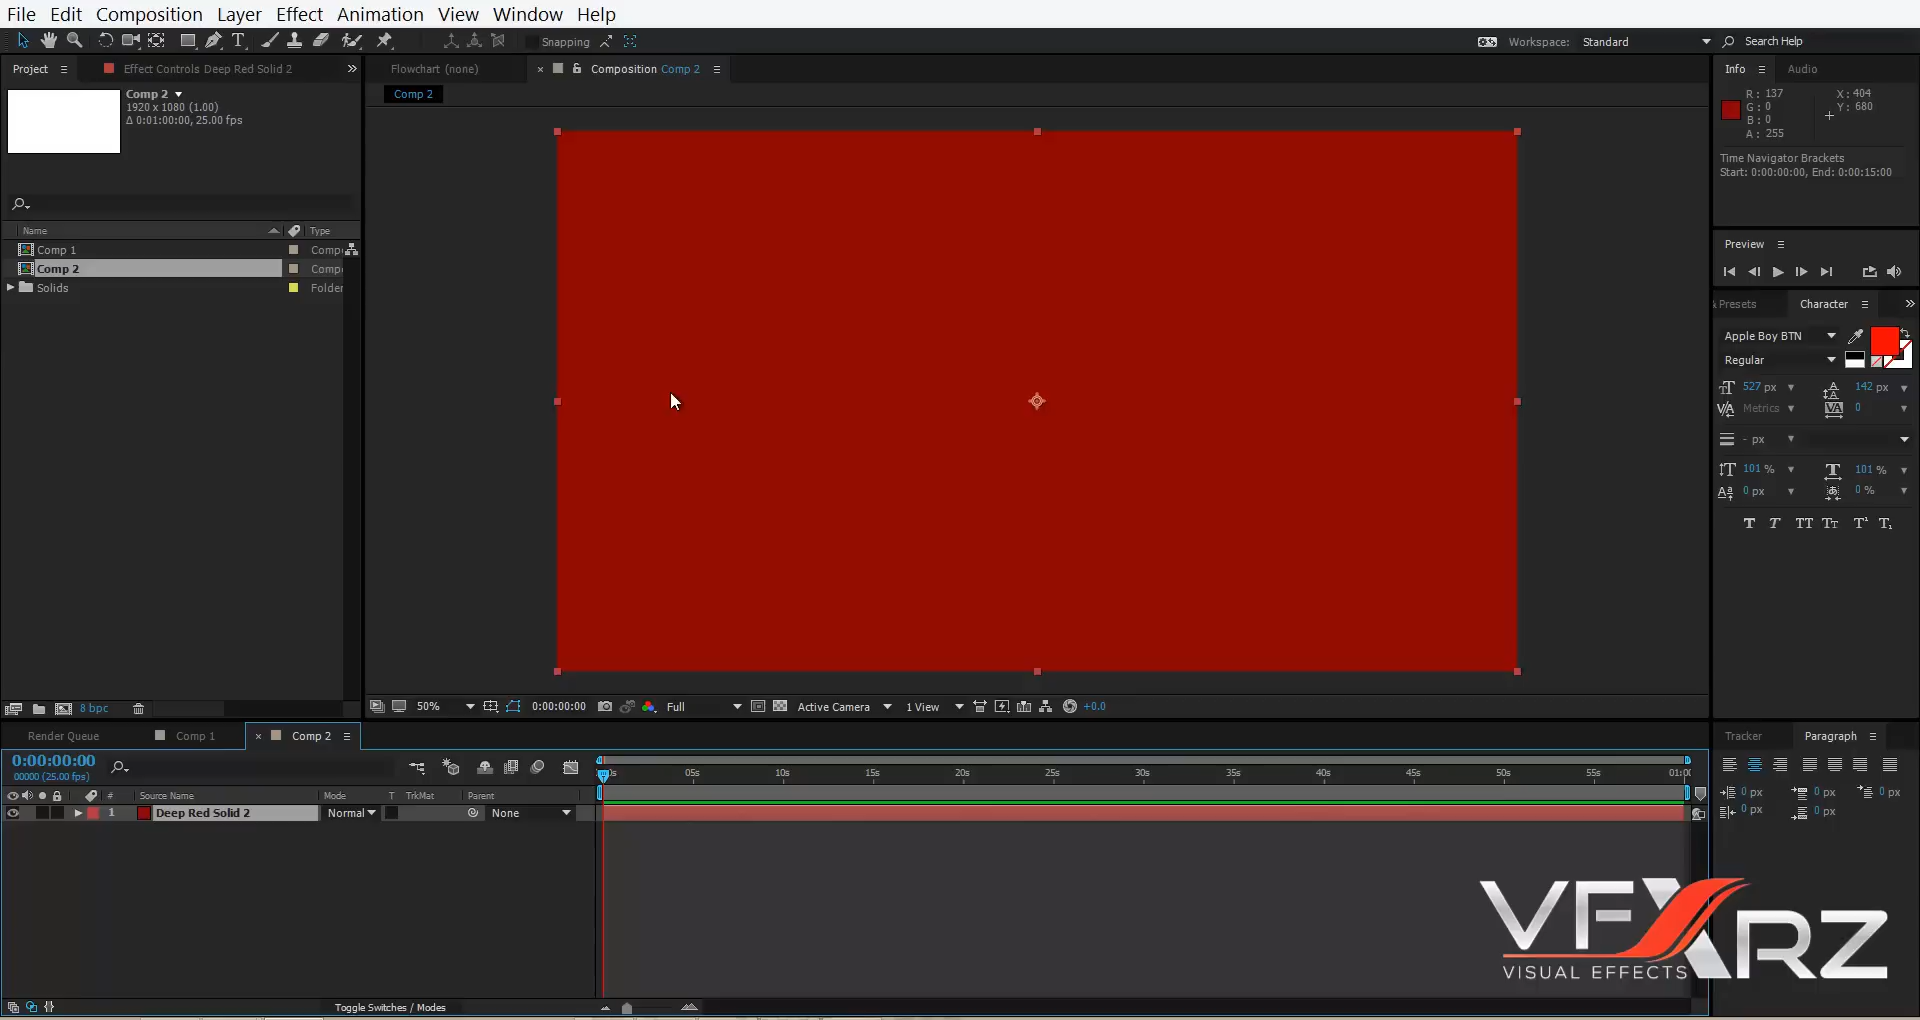 File Edit Composition Layer Effect Animation View Window Help
Snapping
Workspace: Standard
Search Help
Project
Effect Controls Deep Red Solid 2
Flowchart (none)
Composition Comp 2
Comp 2
Comp 2
1920 x 1080 (1.00)
Δ 0:01:00:00, 25.00 fps
Name Type
Comp 1 Comp
Comp 2 Comp
Solids Folder
8 bpc
50%
0:00:00:00
Full
Active Camera
1 View
+0.0
Info Audio
R: 137
G: 0
B: 0
A: 255
X: 404
Y: 680
Time Navigator Brackets
Start: 0:00:00:00, End: 0:00:15:00
Preview
& Presets Character
Apple Boy BTN
Regular
527 px 142 px
Metrics 0
- px
101 % 101 %
0 px 0 %
T T TT Tт T¹ T₁
Render Queue Comp 1 Comp 2
0:00:00:00
00000 (25.00 fps)
# Source Name Mode T TrkMat Parent
1 Deep Red Solid 2 Normal None
05s 10s 15s 20s 25s 30s 35s 40s 45s 50s 55s
Toggle Switches / Modes
Tracker Paragraph
0 px 0 px 0 px
0 px 0 px
VFXARZ
VISUAL EFFECTS